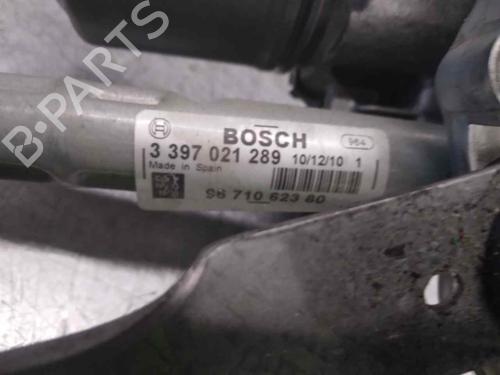 BOSCH
964
3 397 021 289 10/12/10 1
Made in Spain
96 710 623 80
B-PARTS